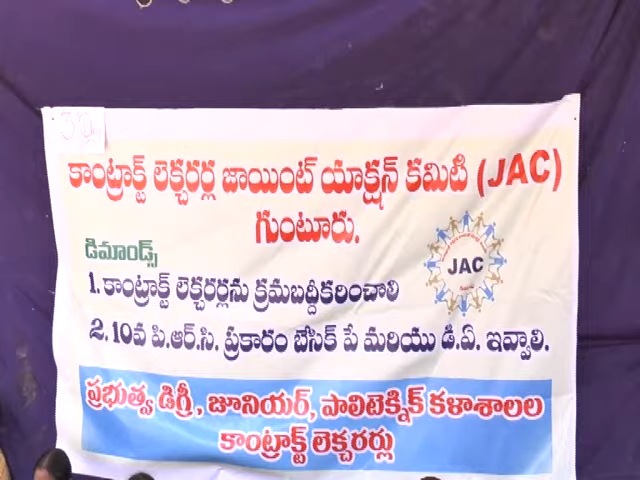 కాంట్రాక్ట్ లెక్చరర్ల జాయింట్ యాక్షన్ కమిటి (JAC)
గుంటూరు.
డిమాండ్స్
JAC
1. కాంట్రాక్ట్ లెక్చరర్లను క్రమబద్దీకరించాలి
2. 10వ పి.ఆర్.సి. ప్రకారం బేసిక్ పే మరియు డి.ఏ. ఇవ్వాలి.
ప్రభుత్వ డిగ్రీ, జూనియర్, పాలిటెక్నిక్ కళాశాలల
కాంట్రాక్ట్ లెక్చరర్లు